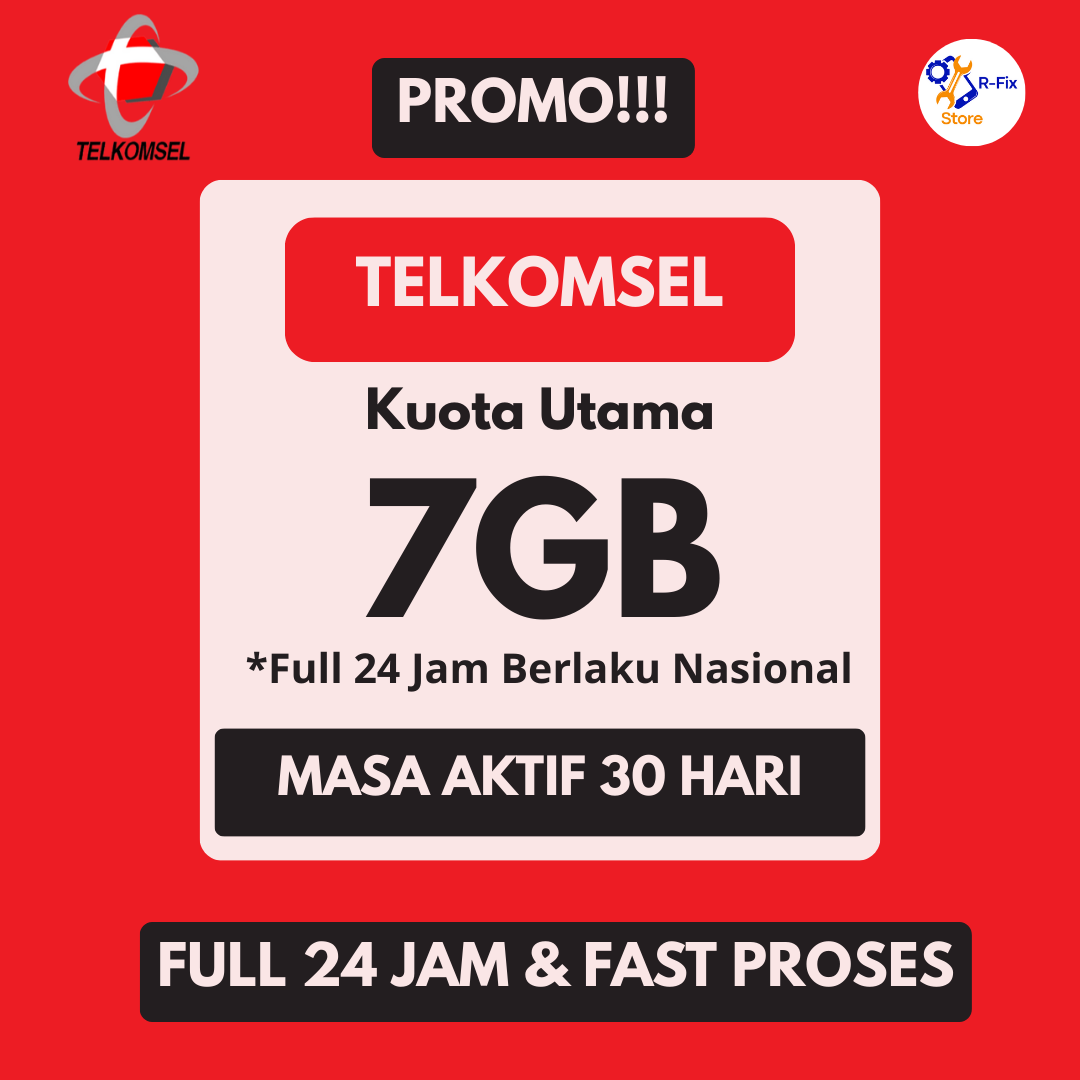 TELKOMSEL
PROMO!!!
R-Fix
Store
TELKOMSEL
Kuota Utama
7GB
*Full 24 Jam Berlaku Nasional
MASA AKTIF 30 HARI
FULL 24 JAM & FAST PROSES